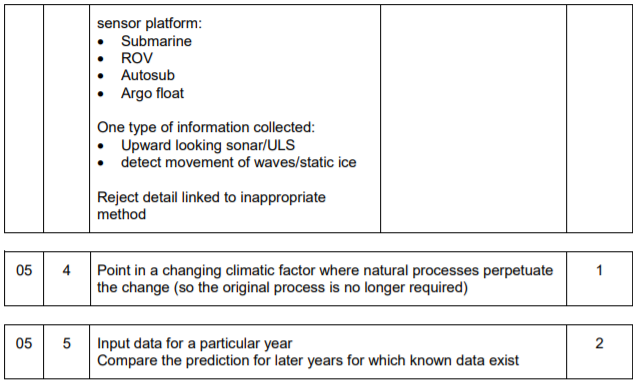 sensor platform:
• Submarine
• ROV
• Autosub
• Argo float
One type of information collected:
• Upward looking sonar/ULS
• detect movement of waves/static ice
Reject detail linked to inappropriate
method
05 4 Point in a changing climatic factor where natural processes perpetuate 1
the change (so the original process is no longer required)
05 5 Input data for a particular year 2
Compare the prediction for later years for which known data exist